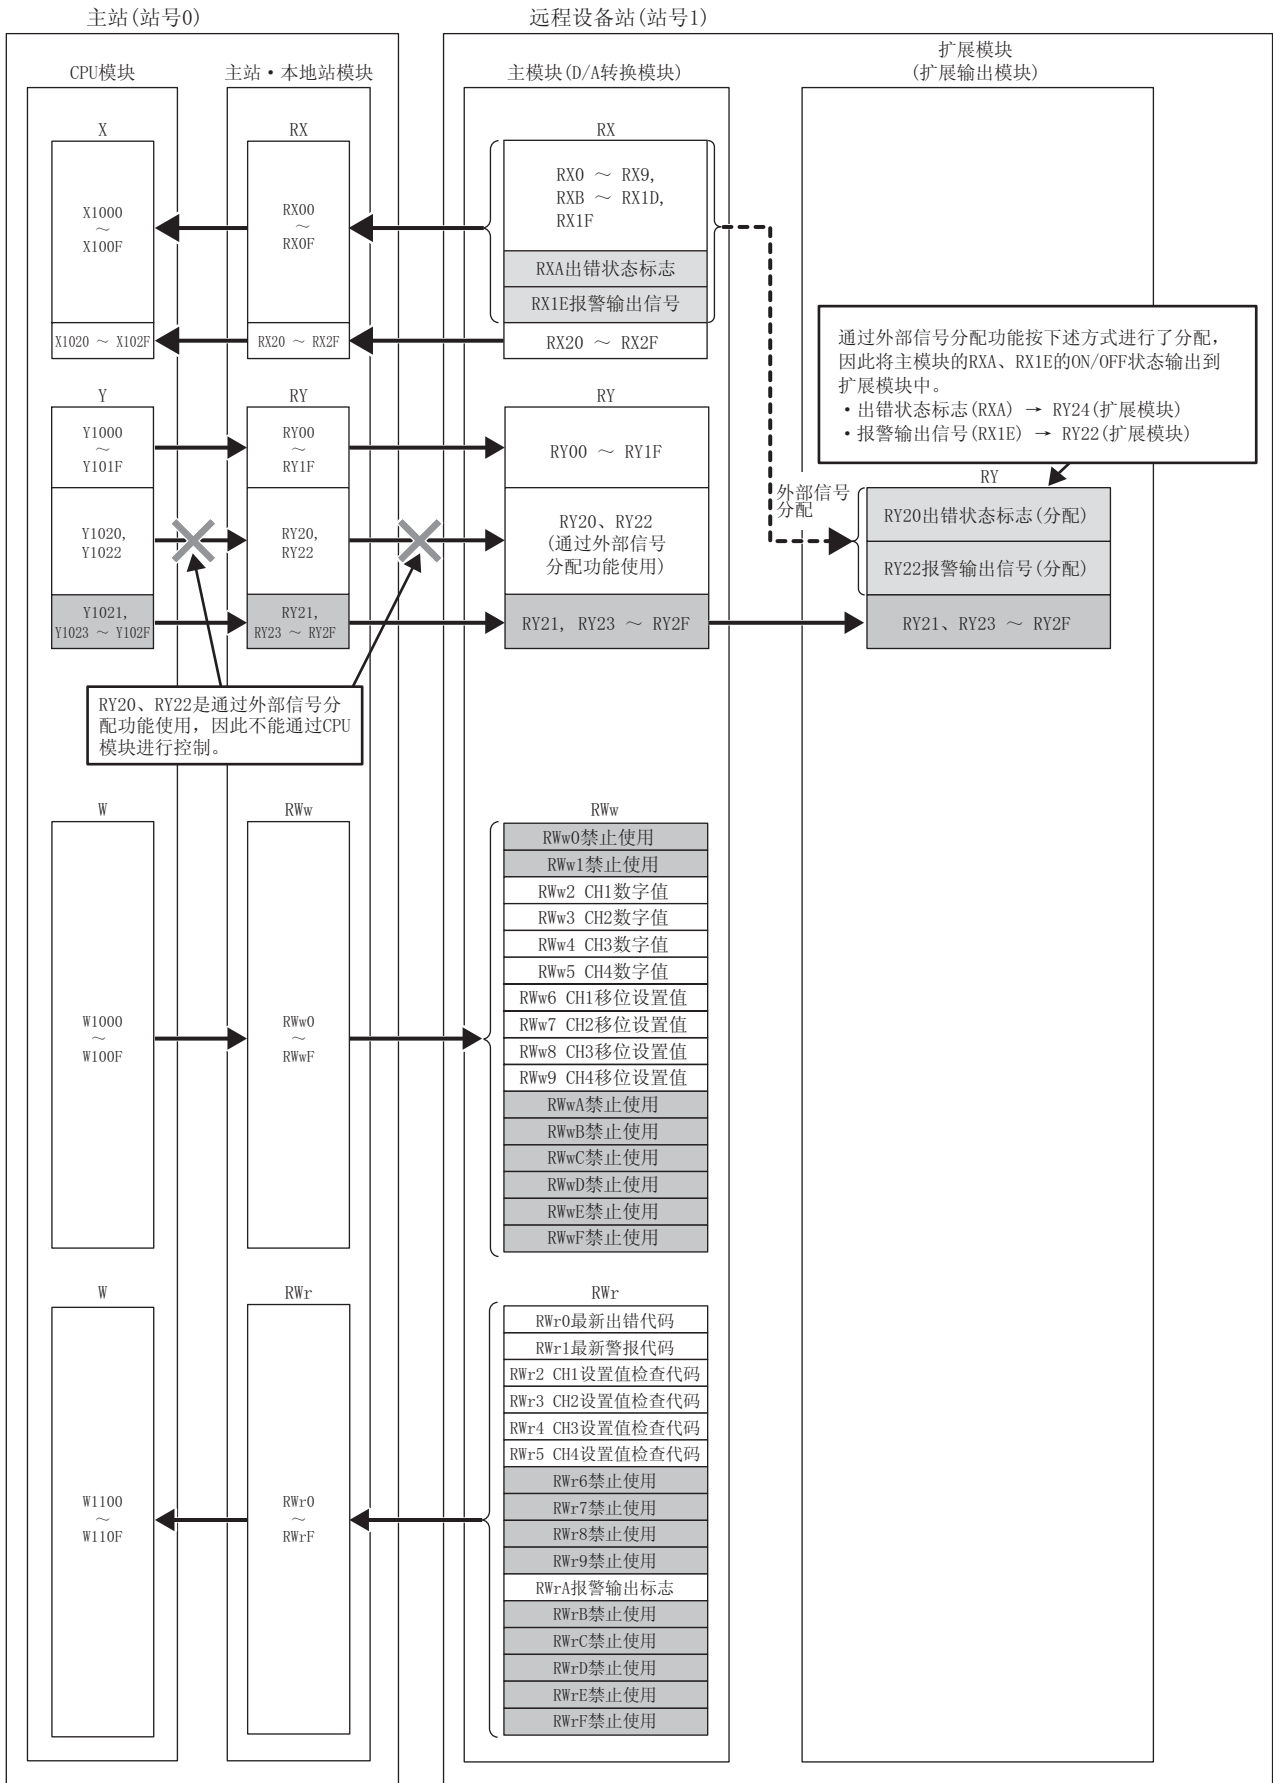 主站(站号0)
远程设备站(站号1)
CPU模块
主站・本地站模块
主模块(D/A转换模块)
扩展模块
(扩展输出模块)
X
RX
RX
X1000
～
X100F
RX00
～
RX0F
RX0 ～ RX9,
RXB ～ RX1D,
RX1F
RXA出错状态标志
RX1E报警输出信号
X1020 ～ X102F
RX20 ～ RX2F
RX20 ～ RX2F
通过外部信号分配功能按下述方式进行了分配，
因此将主模块的RXA、RX1E的ON/OFF状态输出到
扩展模块中。
・出错状态标志(RXA) → RY24(扩展模块)
・报警输出信号(RX1E) → RY22(扩展模块)
Y
RY
RY
RY
Y1000
～
Y101F
RY00
～
RY1F
RY00 ～ RY1F
外部信号
分配
Y1020,
Y1022
RY20,
RY22
RY20、RY22
(通过外部信号
分配功能使用)
RY20出错状态标志(分配)
RY22报警输出信号(分配)
Y1021,
Y1023 ～ Y102F
RY21,
RY23 ～ RY2F
RY21, RY23 ～ RY2F
RY21、RY23 ～ RY2F
RY20、RY22是通过外部信号分
配功能使用，因此不能通过CPU
模块进行控制。
W
RWw
RWw
W1000
～
W100F
RWw0
～
RWwF
RWw0禁止使用
RWw1禁止使用
RWw2 CH1数字值
RWw3 CH2数字值
RWw4 CH3数字值
RWw5 CH4数字值
RWw6 CH1移位设置值
RWw7 CH2移位设置值
RWw8 CH3移位设置值
RWw9 CH4移位设置值
RWwA禁止使用
RWwB禁止使用
RWwC禁止使用
RWwD禁止使用
RWwE禁止使用
RWwF禁止使用
W
RWr
RWr
W1100
～
W110F
RWr0
～
RWrF
RWr0最新出错代码
RWr1最新警报代码
RWr2 CH1设置值检查代码
RWr3 CH2设置值检查代码
RWr4 CH3设置值检查代码
RWr5 CH4设置值检查代码
RWr6禁止使用
RWr7禁止使用
RWr8禁止使用
RWr9禁止使用
RWrA报警输出标志
RWrB禁止使用
RWrC禁止使用
RWrD禁止使用
RWrE禁止使用
RWrF禁止使用